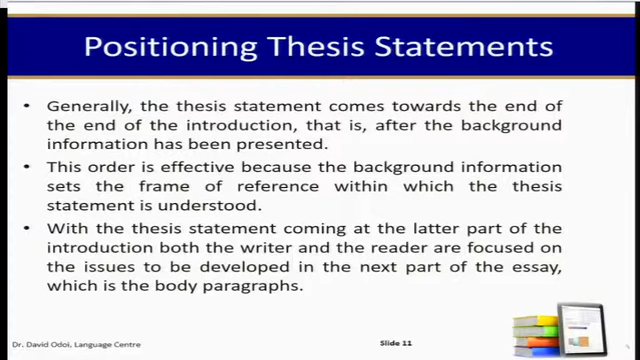 Positioning Thesis Statements
• Generally, the thesis statement comes towards the end of
the end of the introduction, that is, after the background
information has been presented.
• This order is effective because the background information
sets the frame of reference within which the thesis
statement is understood.
• With the thesis statement coming at the latter part of the
introduction both the writer and the reader are focused on
the issues to be developed in the next part of the essay,
which is the body paragraphs.
Dr. David Odoi, Language Centre
Slide 11